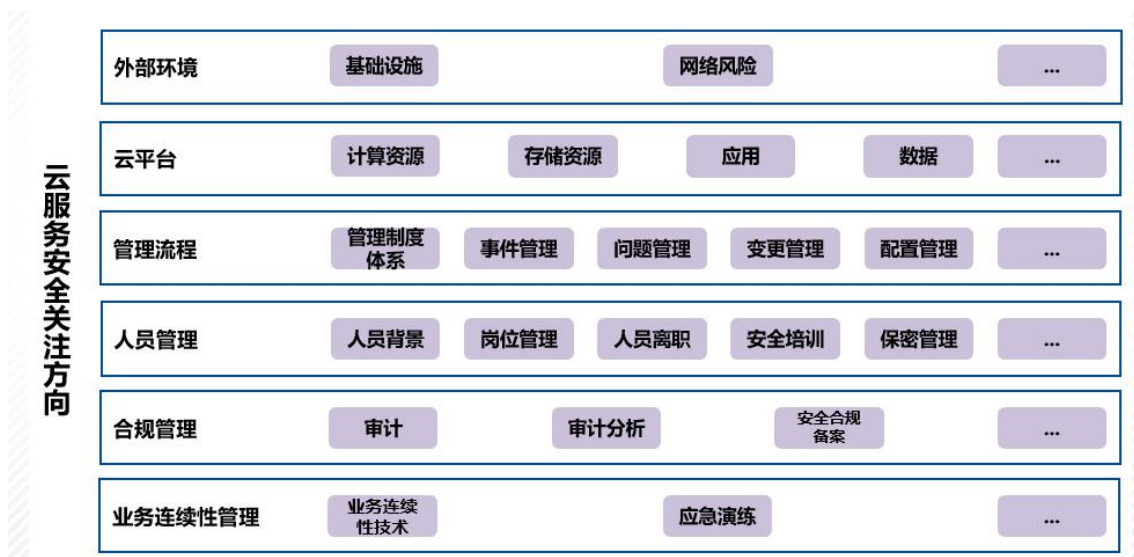 云服务安全关注方向
外部环境
基础设施
网络风险
...
云平台
计算资源
存储资源
应用
数据
...
管理流程
管理制度
体系
事件管理
问题管理
变更管理
配置管理
...
人员管理
人员背景
岗位管理
人员离职
安全培训
保密管理
...
合规管理
审计
审计分析
安全合规
备案
...
业务连续性管理
业务连续
性技术
应急演练
...